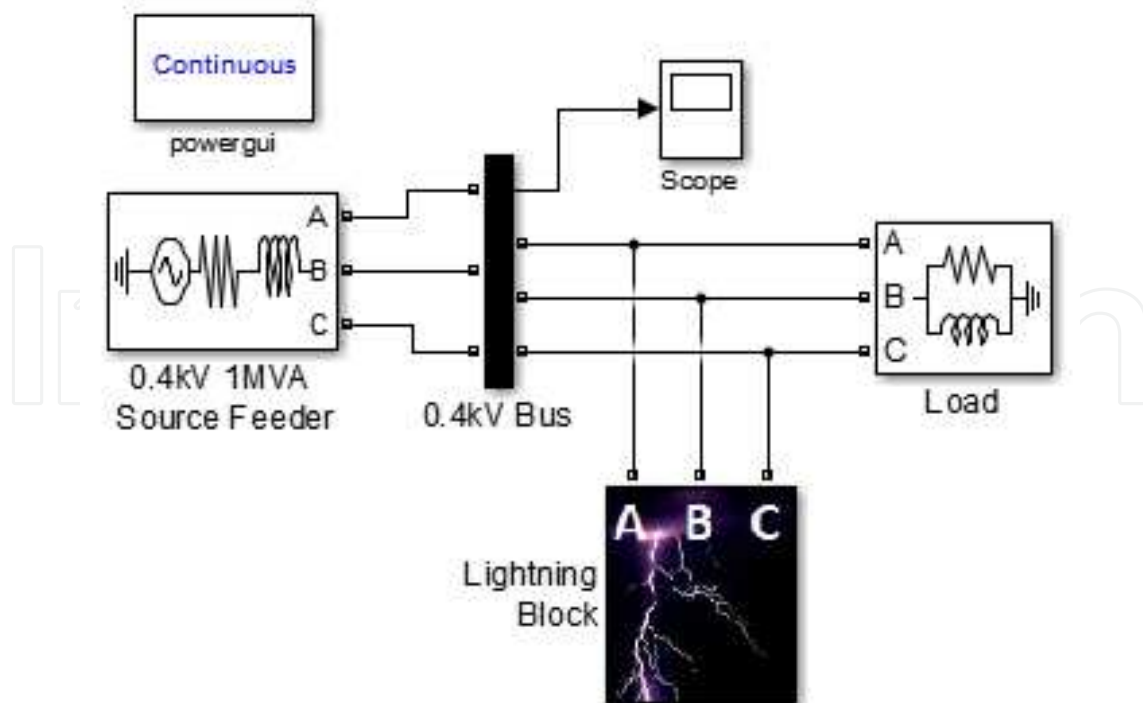 Continuous
powergui
Scope
A
B
C
0.4kV 1MVA
Source Feeder
0.4kV Bus
A
B
C
Load
A B C
Lightning
Block